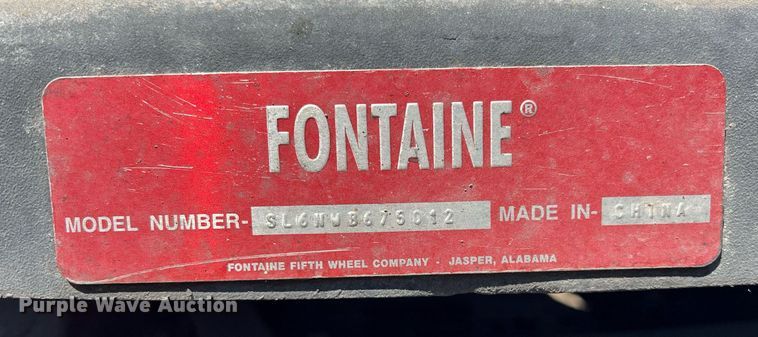 FONTAINE®
MODEL NUMBER- SL6NWB675012 MADE IN- CHINA
FONTAINE FIFTH WHEEL COMPANY - JASPER, ALABAMA
Purple Wave Auction